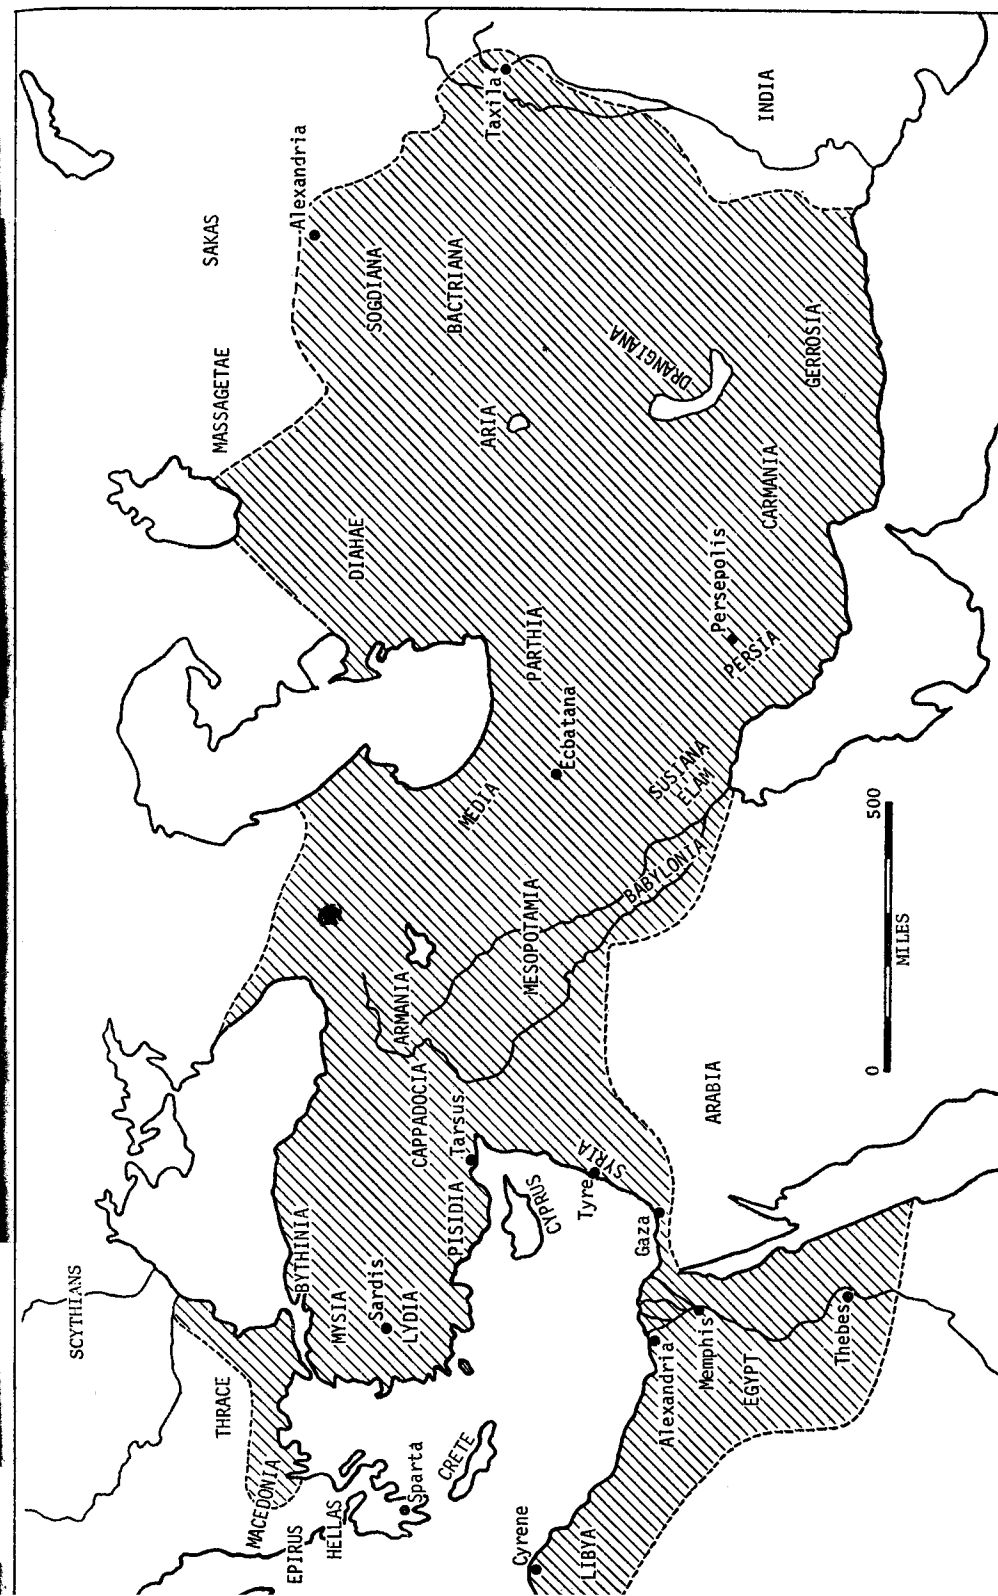 SCYTHIANS
THRACE
MACEDONIA
EPIRUS
HELLAS
Sparta
CRETE
Cyrene
LIBYA
BYTHINIA
MYSIA
Sardis
LYDIA
PISIDIA
CAPPADOCIA
Tarsus
ARMANIA
CYPRUS
Tyre
SYRIA
Gaza
Alexandria
Memphis
EGYPT
Thebes
ARABIA
MESOPOTAMIA
BABYLONIA
MEDIA
Ecbatana
SUSIANA
ELAM
PARTHIA
Persepolis
PERSIA
DIAHAE
MASSAGETAE
SAKAS
Alexandria
SOGDIANA
BACTRIANA
ARIA
DRANGIANA
CARMANIA
GERROSIA
Taxila
INDIA
0 500
MILES